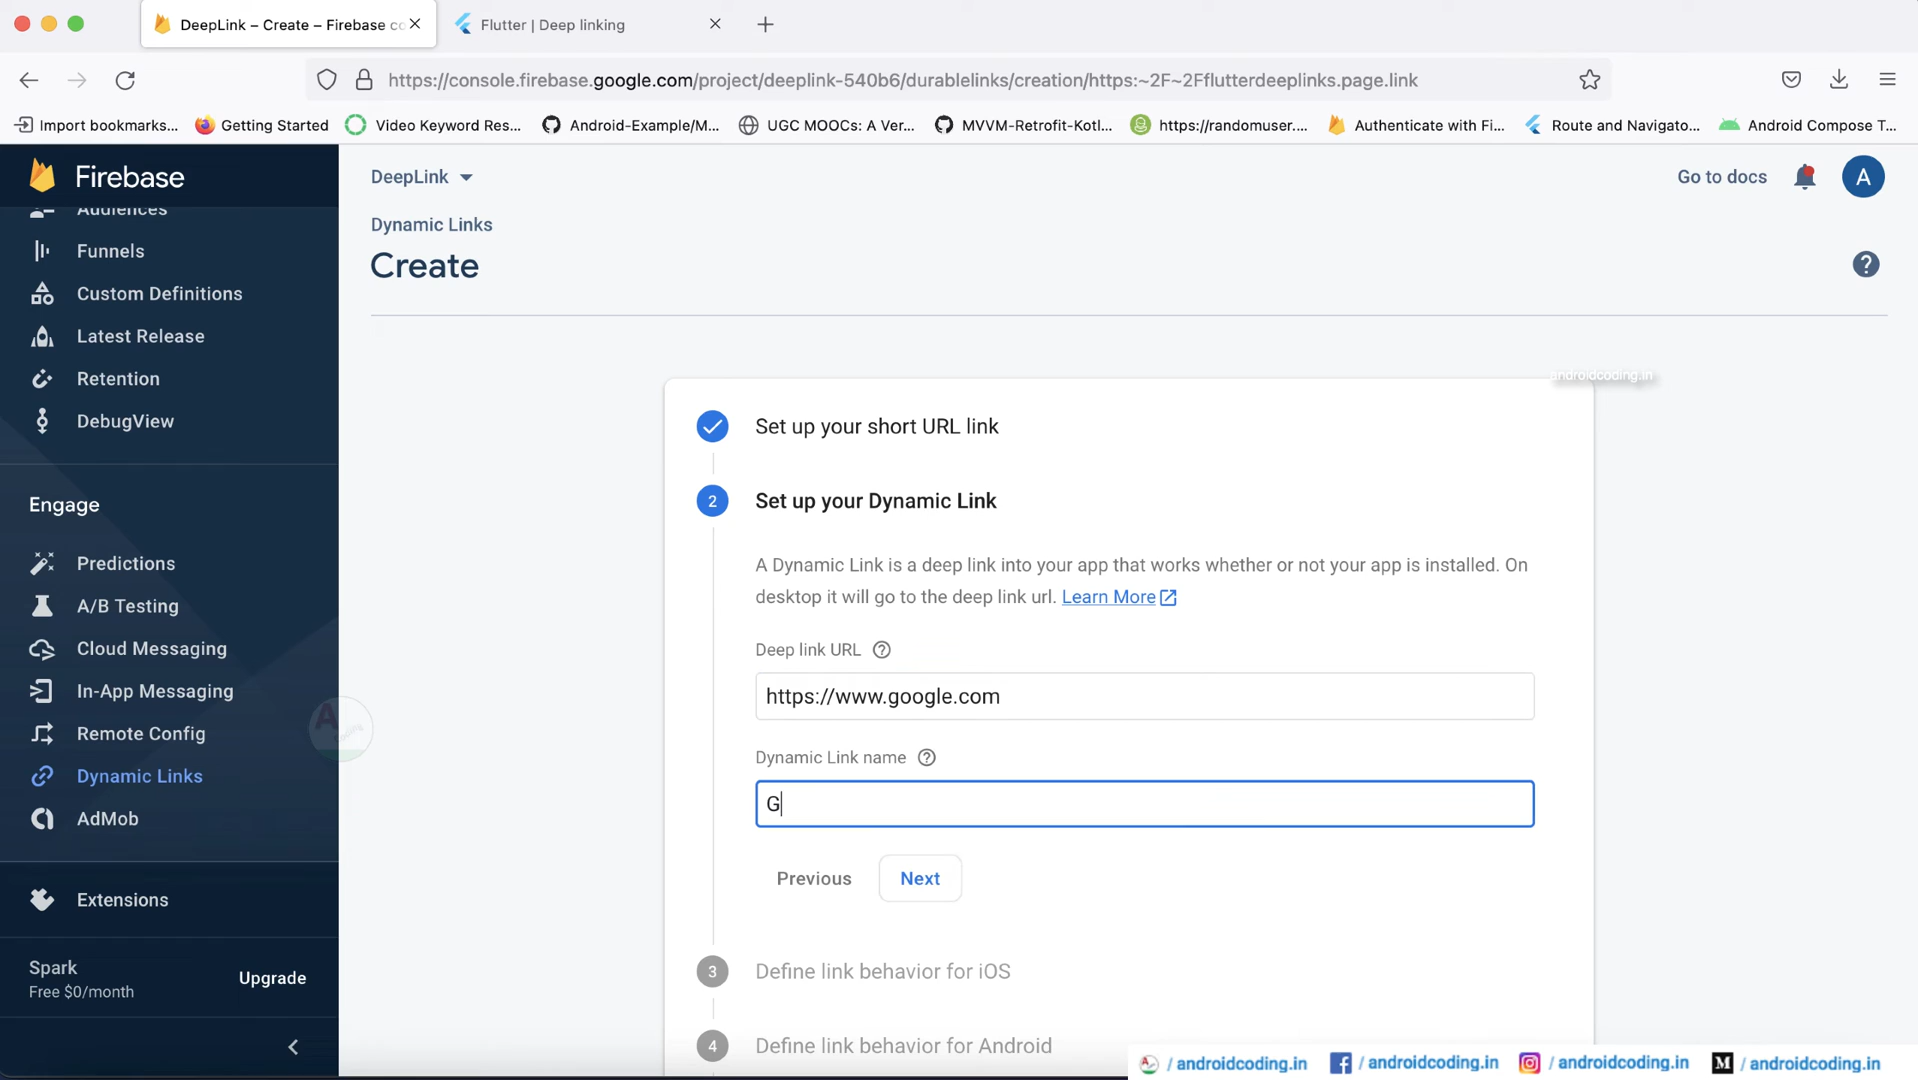 DeepLink – Create – Firebase co
Flutter | Deep linking
https://console.firebase.google.com/project/deeplink-540b6/durablelinks/creation/https:~2F~2Fflutterdeeplinks.page.link
Import bookmarks... Getting Started Video Keyword Res... Android-Example/M... UGC MOOCs: A Ver... MVVM-Retrofit-Kotl... https://randomuser.... Authenticate with Fi... Route and Navigato... Android Compose T...
Firebase
Audiences
Funnels
Custom Definitions
Latest Release
Retention
DebugView
Engage
Predictions
A/B Testing
Cloud Messaging
In-App Messaging
Remote Config
Dynamic Links
AdMob
Extensions
Spark
Free $0/month
Upgrade
DeepLink
Go to docs
A
Dynamic Links
Create
androidcoding.in
Set up your short URL link
2 Set up your Dynamic Link
A Dynamic Link is a deep link into your app that works whether or not your app is installed. On
desktop it will go to the deep link url. Learn More
Deep link URL
https://www.google.com
Dynamic Link name
G
Previous Next
3 Define link behavior for iOS
4 Define link behavior for Android
/ androidcoding.in / androidcoding.in / androidcoding.in / androidcoding.in